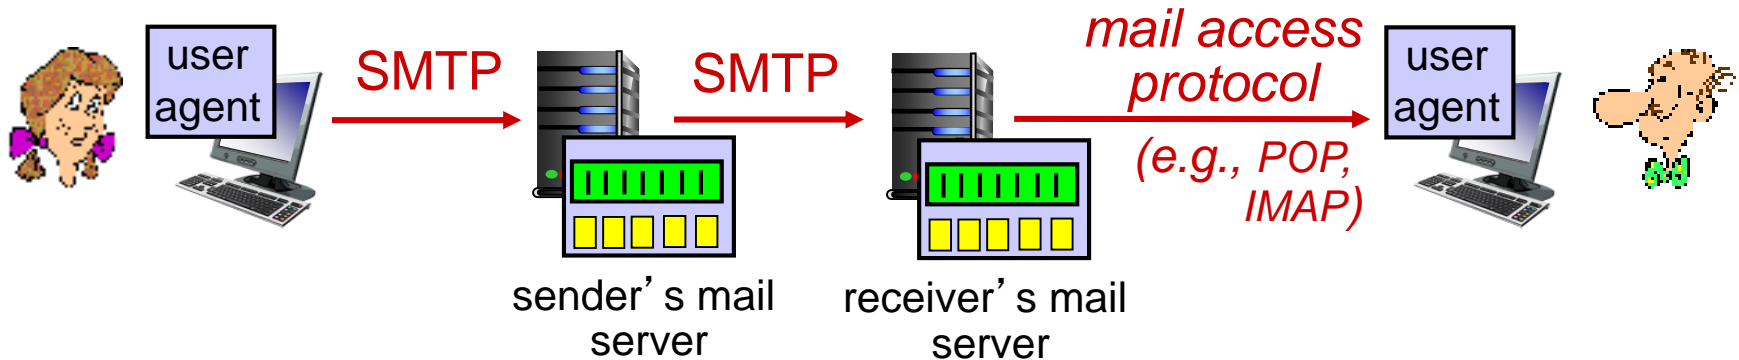 user
agent
SMTP
SMTP
mail access
protocol
(e.g., POP,
IMAP)
user
agent
sender’s mail
server
receiver’s mail
server